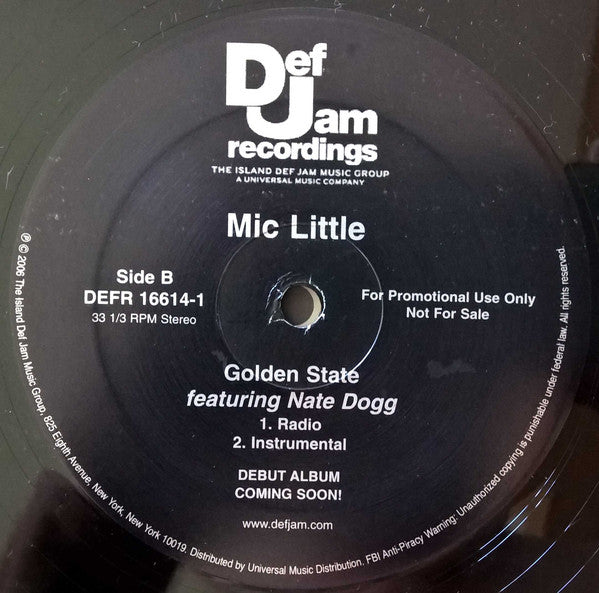 Def
Jam
recordings
THE ISLAND DEF JAM MUSIC GROUP
A UNIVERSAL MUSIC COMPANY
Mic Little
Side B
DEFR 16614-1
33 1/3 RPM Stereo
For Promotional Use Only
Not For Sale
Golden State
featuring Nate Dogg
1. Radio
2. Instrumental
DEBUT ALBUM
COMING SOON!
www.defjam.com
℗ © 2006 The Island Def Jam Music Group, 825 Eighth Avenue, New York, New York 10019. Distributed by Universal Music Distribution. FBI Anti-Piracy Warning: Unauthorized copying is punishable under federal law. All rights reserved.